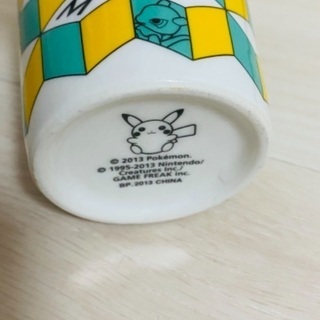 M
© 2013 Pokémon.
© 1995-2013 Nintendo/
Creatures Inc./
GAME FREAK inc.
BP. 2013 CHINA